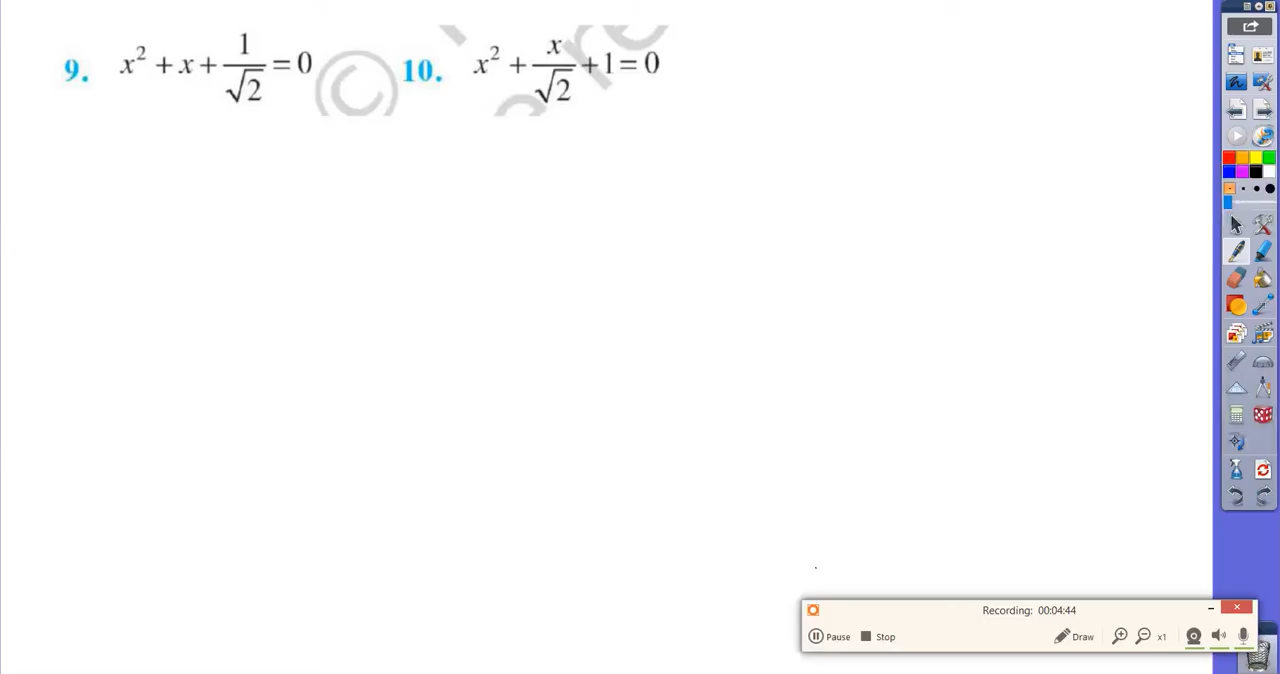 9. x² + x + 1/√2 = 0 10. x² + x/√2 + 1 = 0
Recording: 00:04:44
Pause Stop Draw x1